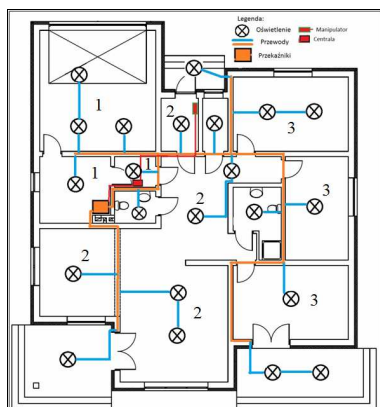 Legenda:
Oświetlenie
Manipulator
Przewody
Centrala
Przekaźniki
1
2
3
1
1
2
3
2
2
3